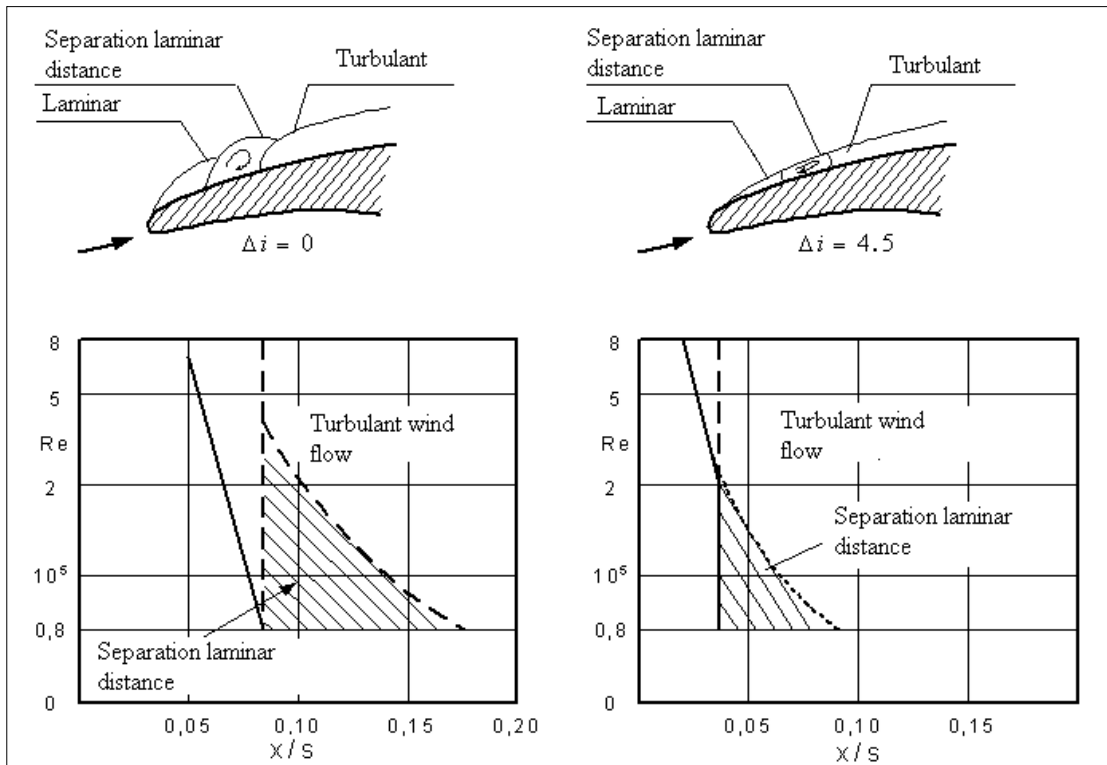 Separation laminar
distance
Laminar
Turbulant
Δi = 0
Separation laminar
distance
Laminar
Turbulant
Δi = 4.5
8
5
Re
2
10⁵
0,8
0
Turbulant wind
flow
Separation laminar
distance
0,05
0,10
0,15
0,20
x/s
8
5
Re
2
10⁵
0,8
0
Turbulant wind
flow
Separation laminar
distance
0,05
0,10
0,15
x/s